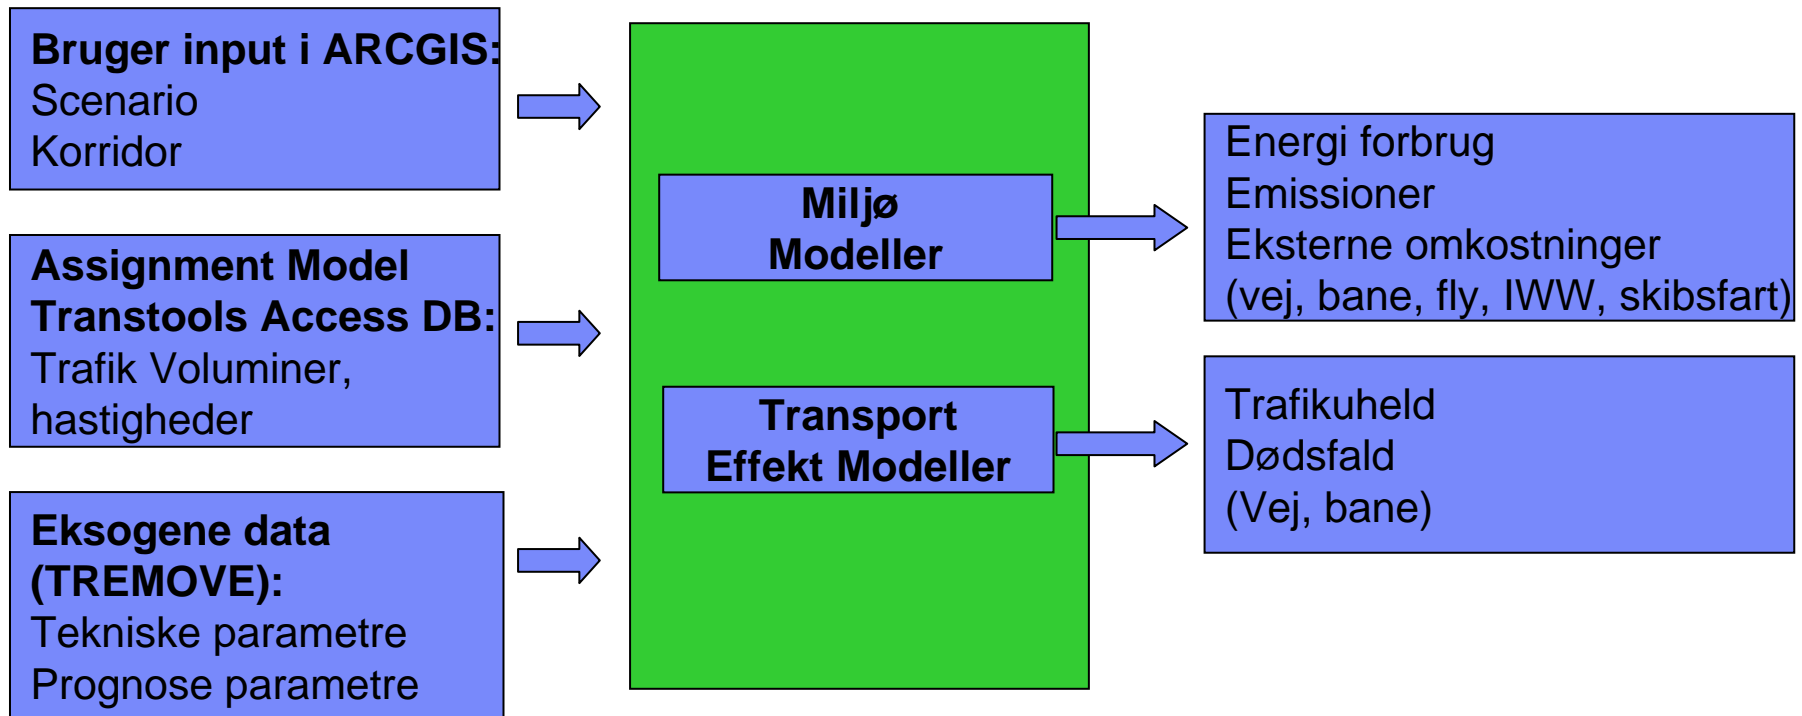 Bruger input i ARCGIS:
Scenario
Korridor
Assignment Model
Transtools Access DB:
Trafik Voluminer,
hastigheder
Eksogene data
(TREMOVE):
Tekniske parametre
Prognose parametre
Miljø
Modeller
Transport
Effekt Modeller
Energi forbrug
Emissioner
Eksterne omkostninger
(vej, bane, fly, IWW, skibsfart)
Trafikuheld
Dødsfald
(Vej, bane)